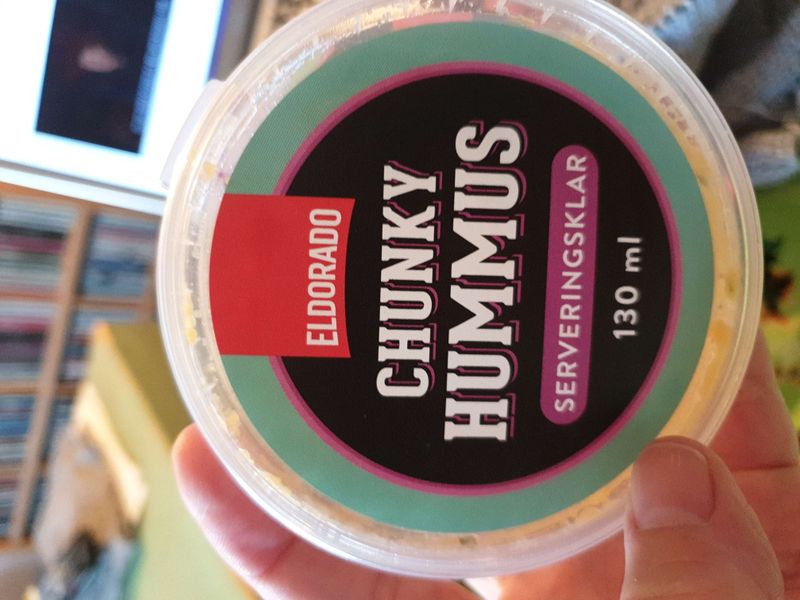 ELDORADO
CHUNKY
HUMMUS
SERVERINGSKLAR
130 ml